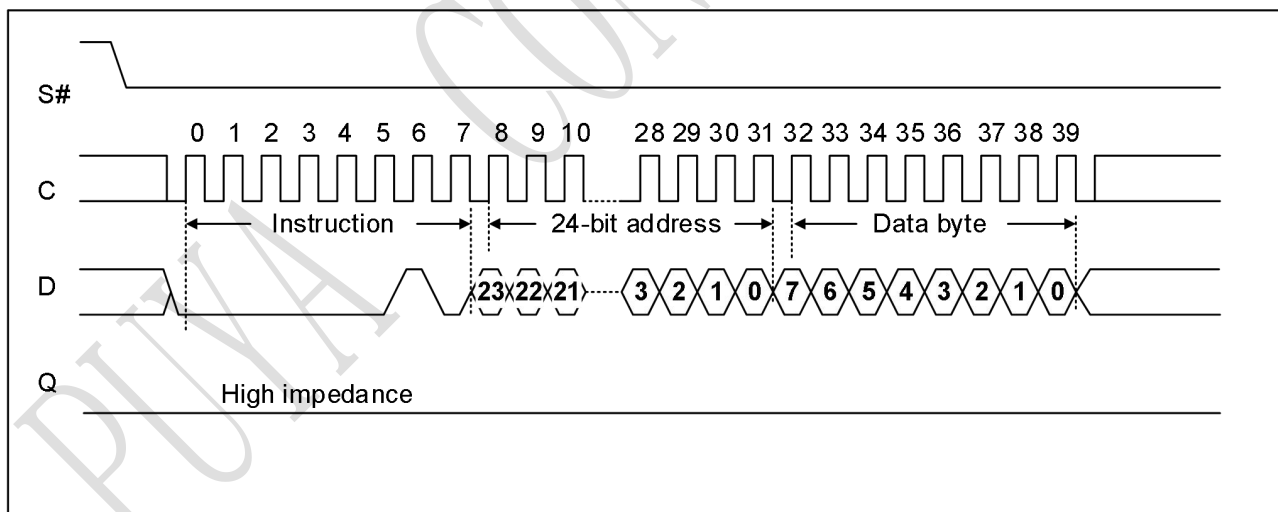 S#
0 1 2 3 4 5 6 7 8 9 10 28 29 30 31 32 33 34 35 36 37 38 39
C
Instruction 24-bit address Data byte
D
23 22 21 3 2 1 0 7 6 5 4 3 2 1 0
Q
High impedance
PUYA CON